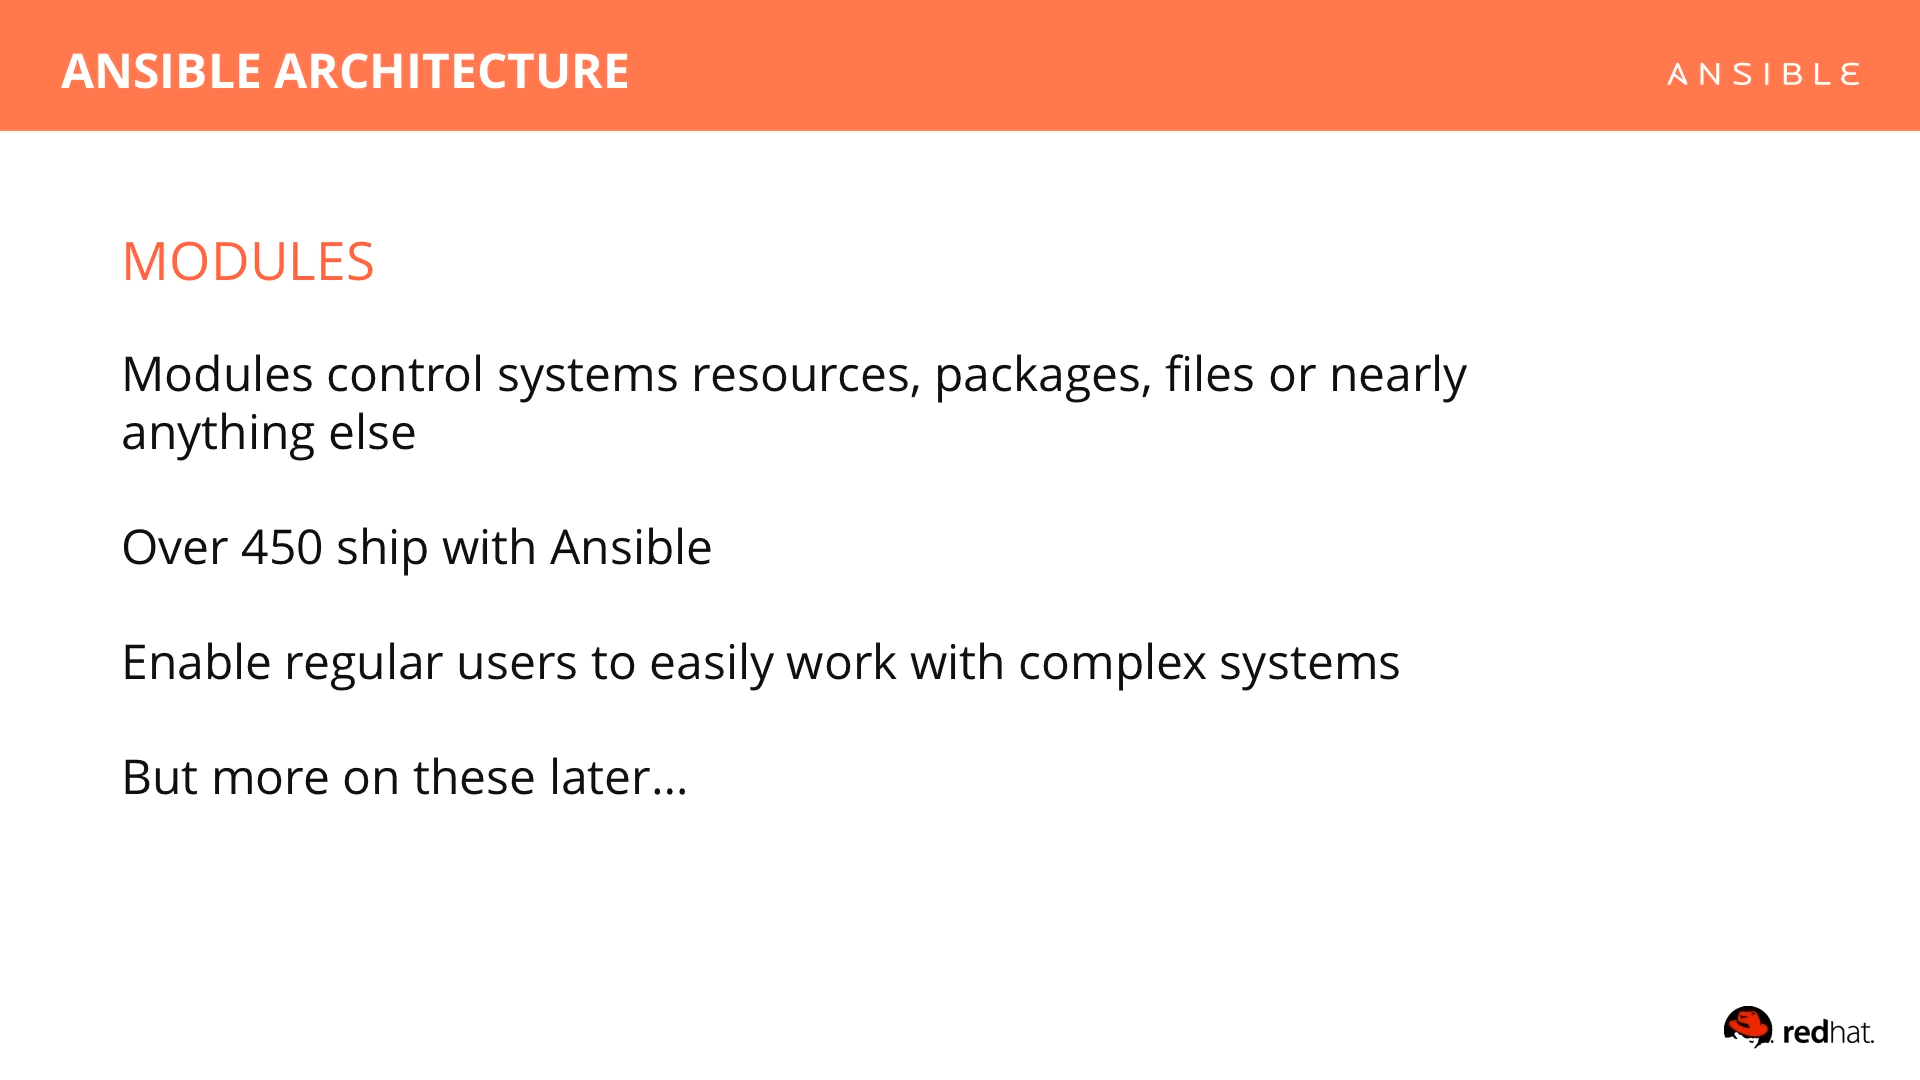 ANSIBLE ARCHITECTURE
ANSIBLE
MODULES
Modules control systems resources, packages, files or nearly
anything else
Over 450 ship with Ansible
Enable regular users to easily work with complex systems
But more on these later...
redhat.